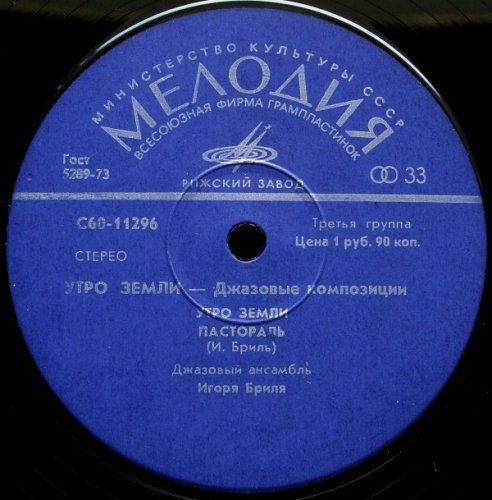 МИНИСТЕРСТВО КУЛЬТУРЫ СССР
МЕЛОДИЯ
ВСЕСОЮЗНАЯ ФИРМА ГРАМПЛАСТИНОК
Гост
5289-73
33
РИЖСКИЙ ЗАВОД
С60-11296
Третья группа
Цена 1 руб. 90 коп.
СТЕРЕО
УТРО ЗЕМЛИ — Джазовые композиции
УТРО ЗЕМЛИ
ПАСТОРАЛЬ
(И. Бриль)
Джазовый ансамбль
Игоря Бриля